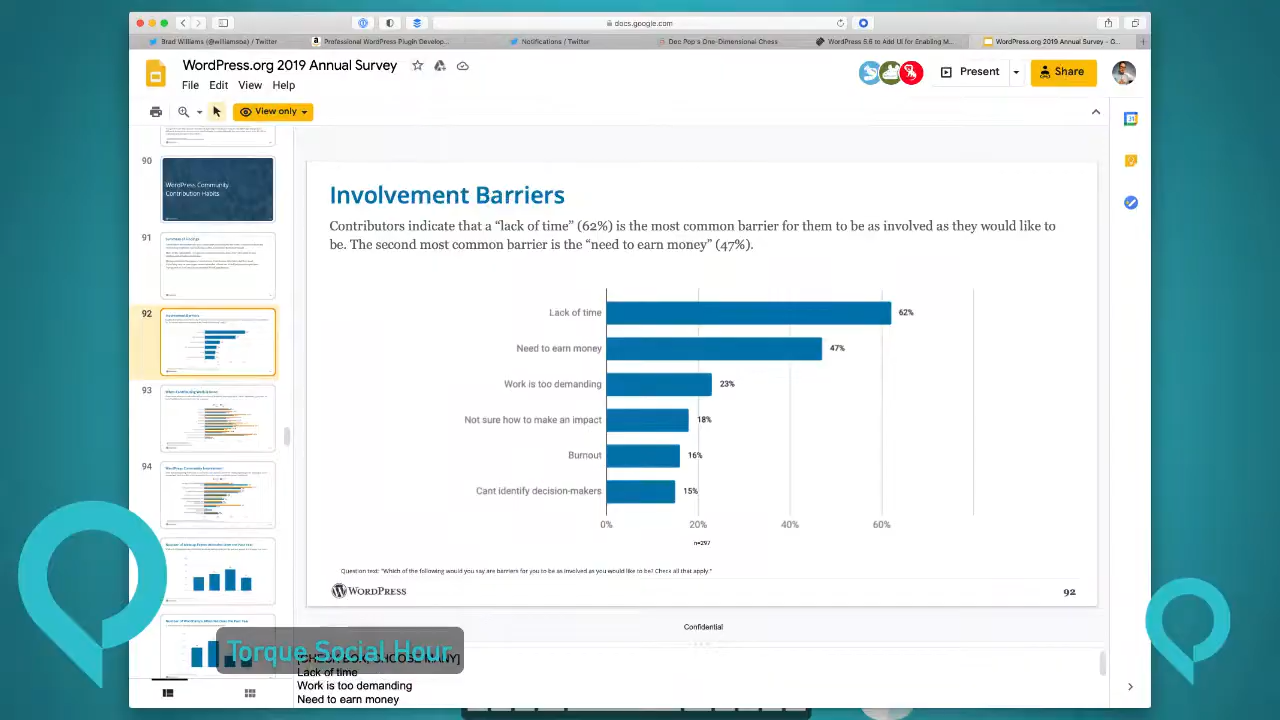 docs.google.com
Brad Williams (@williamsba) / Twitter
Professional WordPress Plugin Develop...
Notifications / Twitter
Doc Pop's One-Dimensional Chess
WordPress 5.6 to Add UI for Enabling M...
WordPress.org 2019 Annual Survey - G...
WordPress.org 2019 Annual Survey
File Edit View Help
Present
Share
View only
90
WordPress Community
Contribution Habits
91
92
93
94
Involvement Barriers
Contributors indicate that a “lack of time” (62%) is the most common barrier for them to be as involved as they would like to
be. The second most common barrier is the “need to earn money” (47%).
Lack of time 62%
Need to earn money 47%
Work is too demanding 23%
Not sure how to make an impact 18%
Burnout 16%
Cant identify decision-makers 15%
0% 20% 40% 60%
n=297
Question text: "Which of the following would you say are barriers for you to be as involved as you would like to be? Check all that apply."
WORDPRESS
92
Confidential
Torque Social Hour
Lack of time
Work is too demanding
Need to earn money